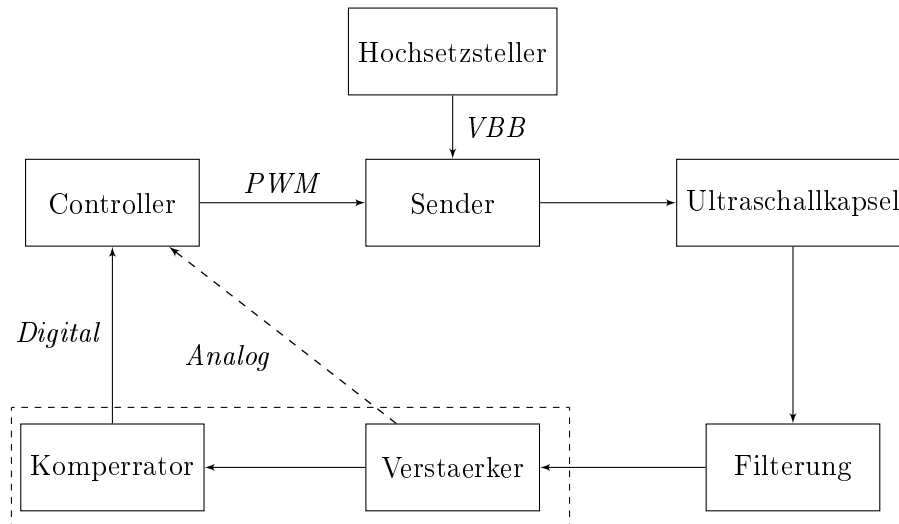 Hochsetzsteller
VBB
Controller
PWM
Sender
Ultraschallkapsel
Digital
Analog
Komperrator
Verstaerker
Filterung